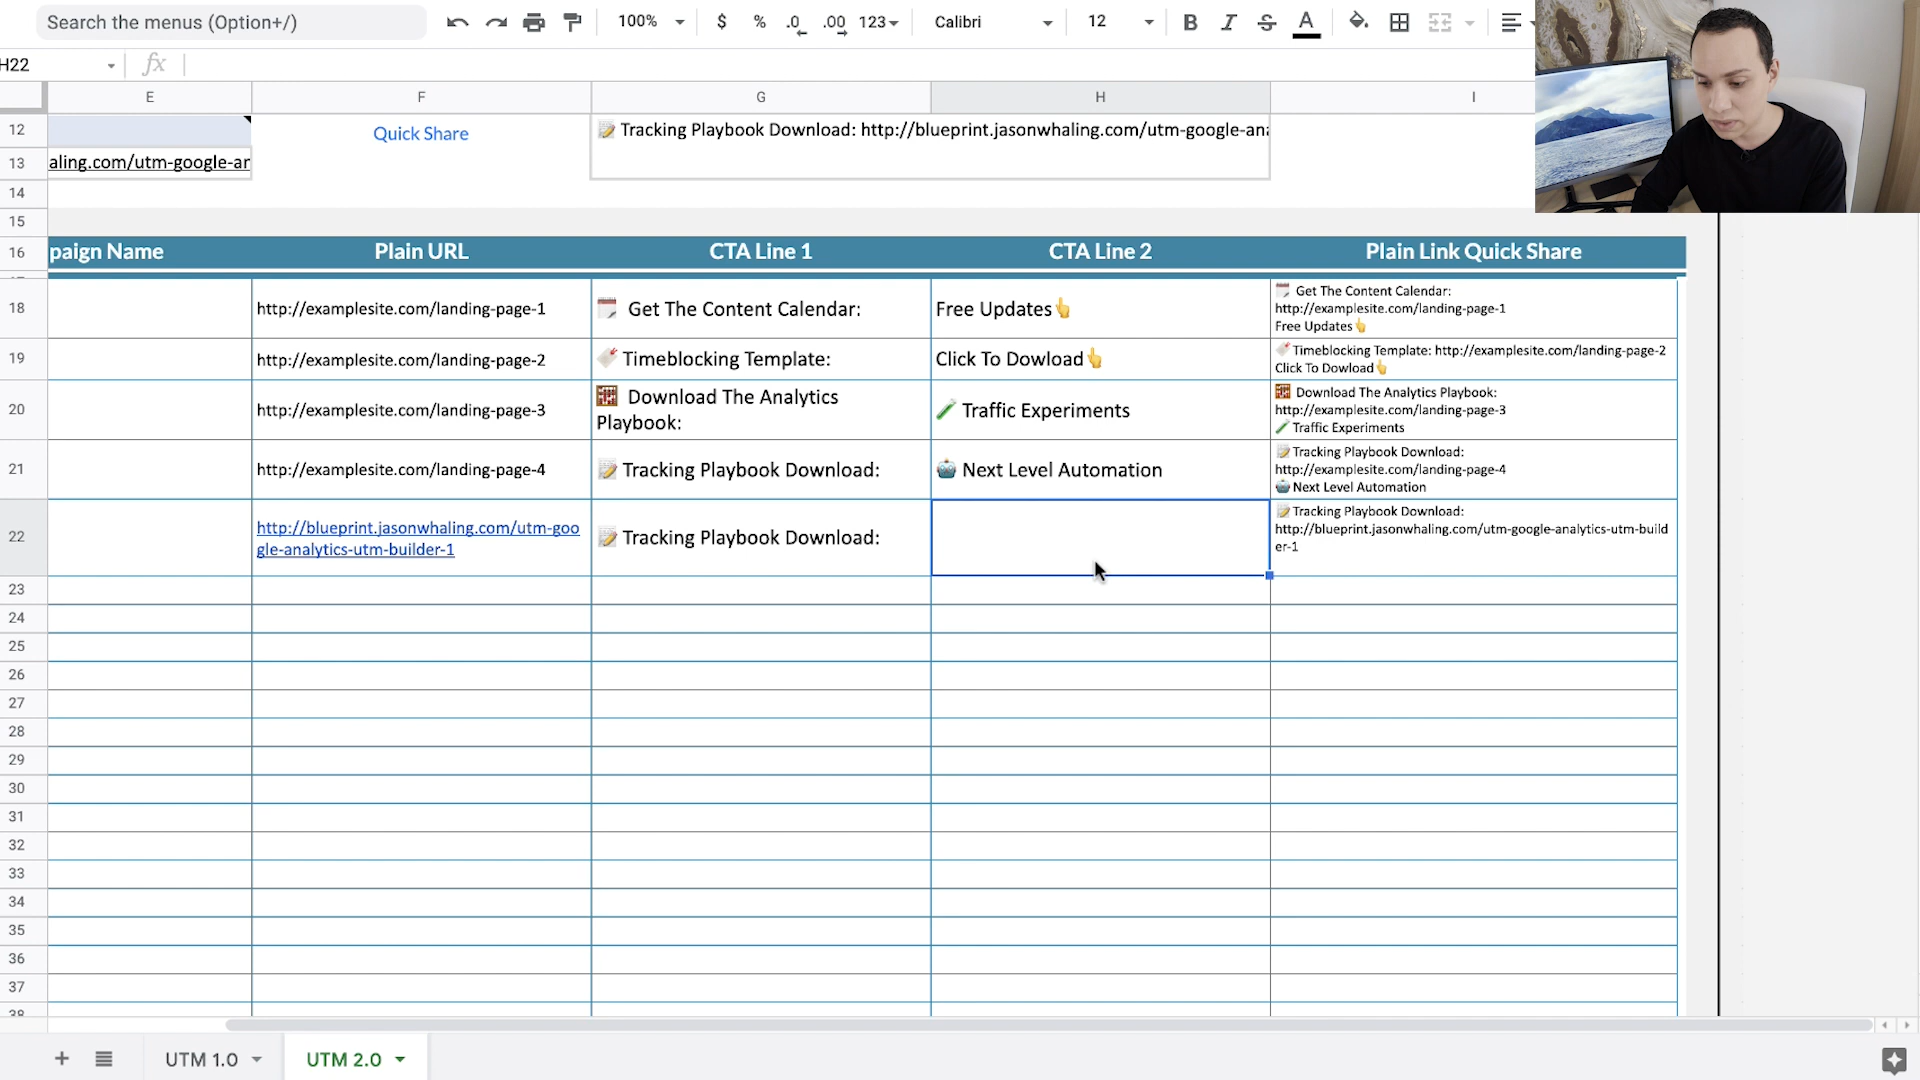 Search the menus (Option+/)
100%
$
%
.0
.00
123
Calibri
12
B
I
S
A
H22
fx
E
F
G
H
I
12
Quick Share
📝 Tracking Playbook Download: http://blueprint.jasonwhaling.com/utm-google-ana
13
aling.com/utm-google-an
14
15
16
paign Name
Plain URL
CTA Line 1
CTA Line 2
Plain Link Quick Share
18
http://examplesite.com/landing-page-1
🗓 Get The Content Calendar:
Free Updates👆
🗓 Get The Content Calendar:
http://examplesite.com/landing-page-1
Free Updates👆
19
http://examplesite.com/landing-page-2
Timeblocking Template:
Click To Dowload👆
Timeblocking Template: http://examplesite.com/landing-page-2
Click To Dowload👆
20
http://examplesite.com/landing-page-3
🧮 Download The Analytics
Playbook:
🧪 Traffic Experiments
🧮 Download The Analytics Playbook:
http://examplesite.com/landing-page-3
🧪 Traffic Experiments
21
http://examplesite.com/landing-page-4
📝 Tracking Playbook Download:
🤖 Next Level Automation
📝 Tracking Playbook Download:
http://examplesite.com/landing-page-4
🤖 Next Level Automation
22
http://blueprint.jasonwhaling.com/utm-goo
gle-analytics-utm-builder-1
📝 Tracking Playbook Download:
📝 Tracking Playbook Download:
http://blueprint.jasonwhaling.com/utm-google-analytics-utm-build
er-1
23
24
25
26
27
28
29
30
31
32
33
34
35
36
37
38
UTM 1.0
UTM 2.0